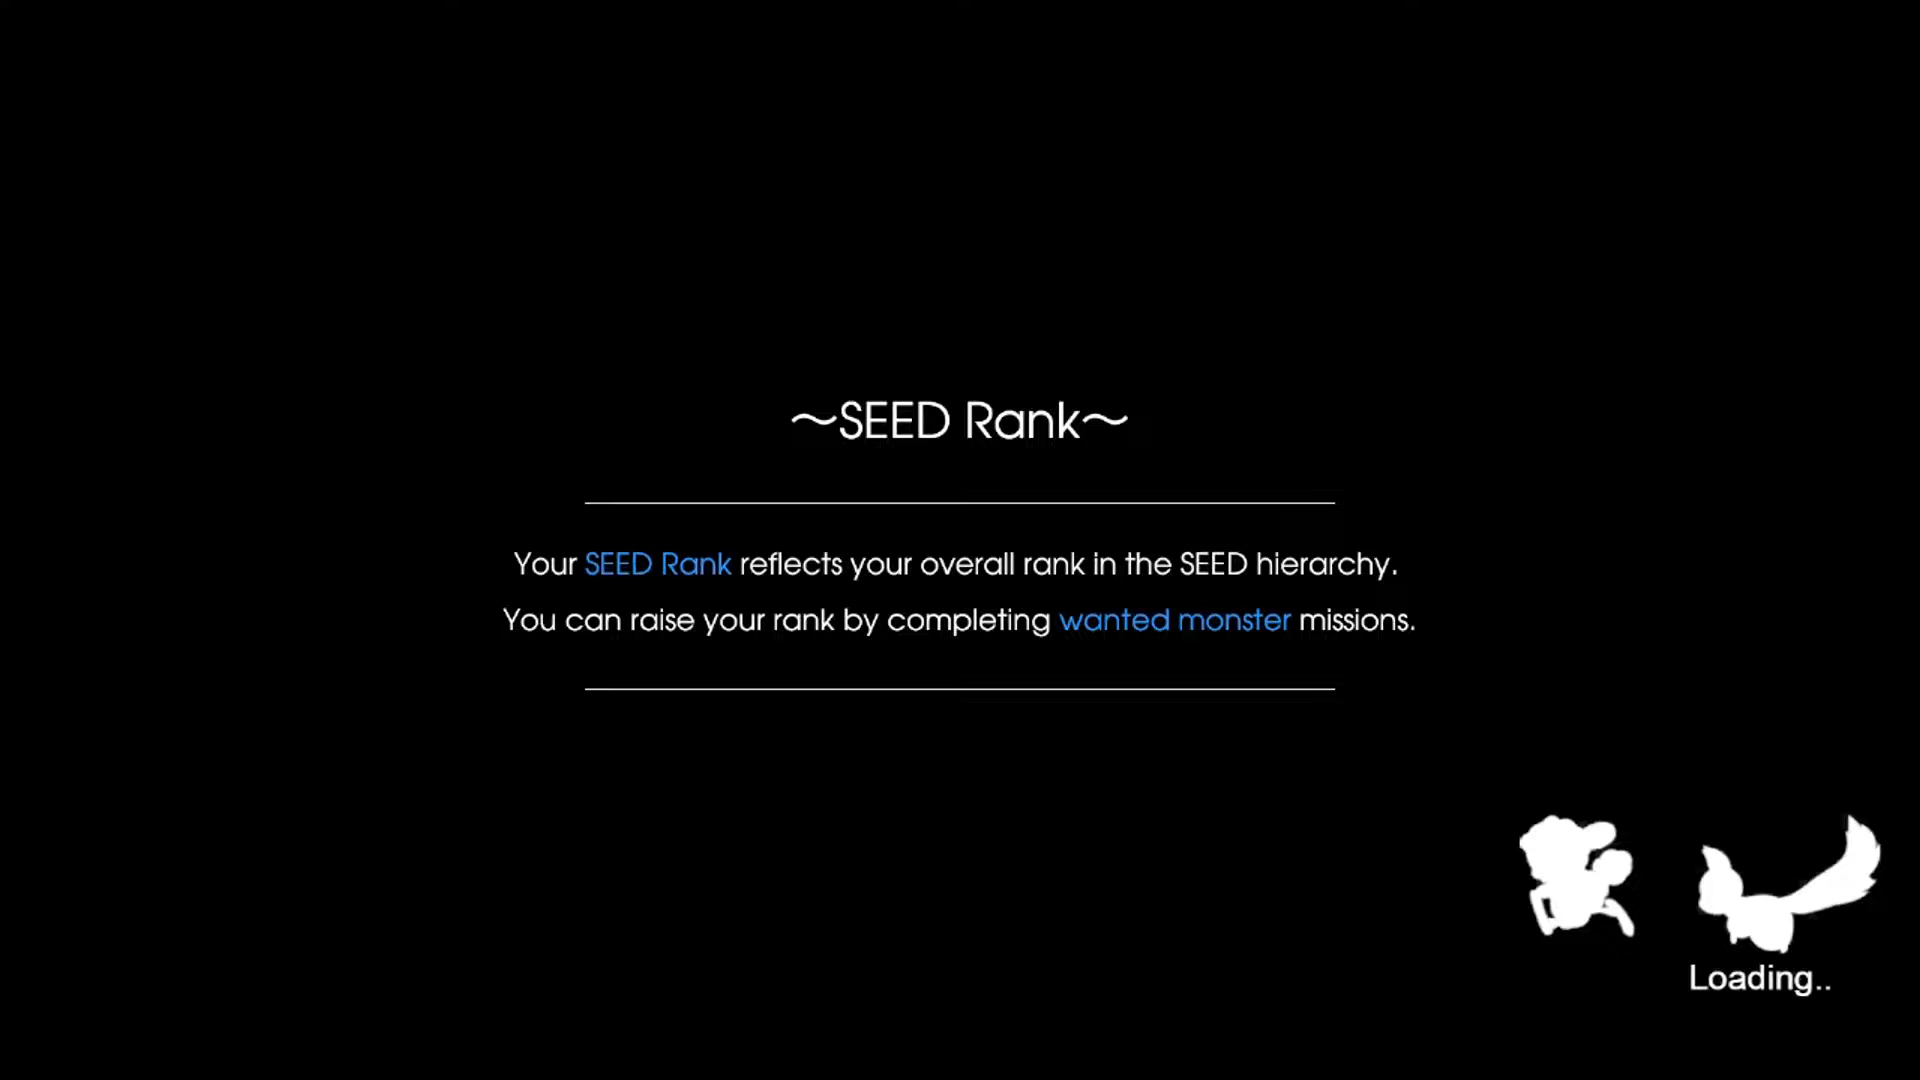 ～SEED Rank～
Your SEED Rank reflects your overall rank in the SEED hierarchy.
You can raise your rank by completing wanted monster missions.
Loading..